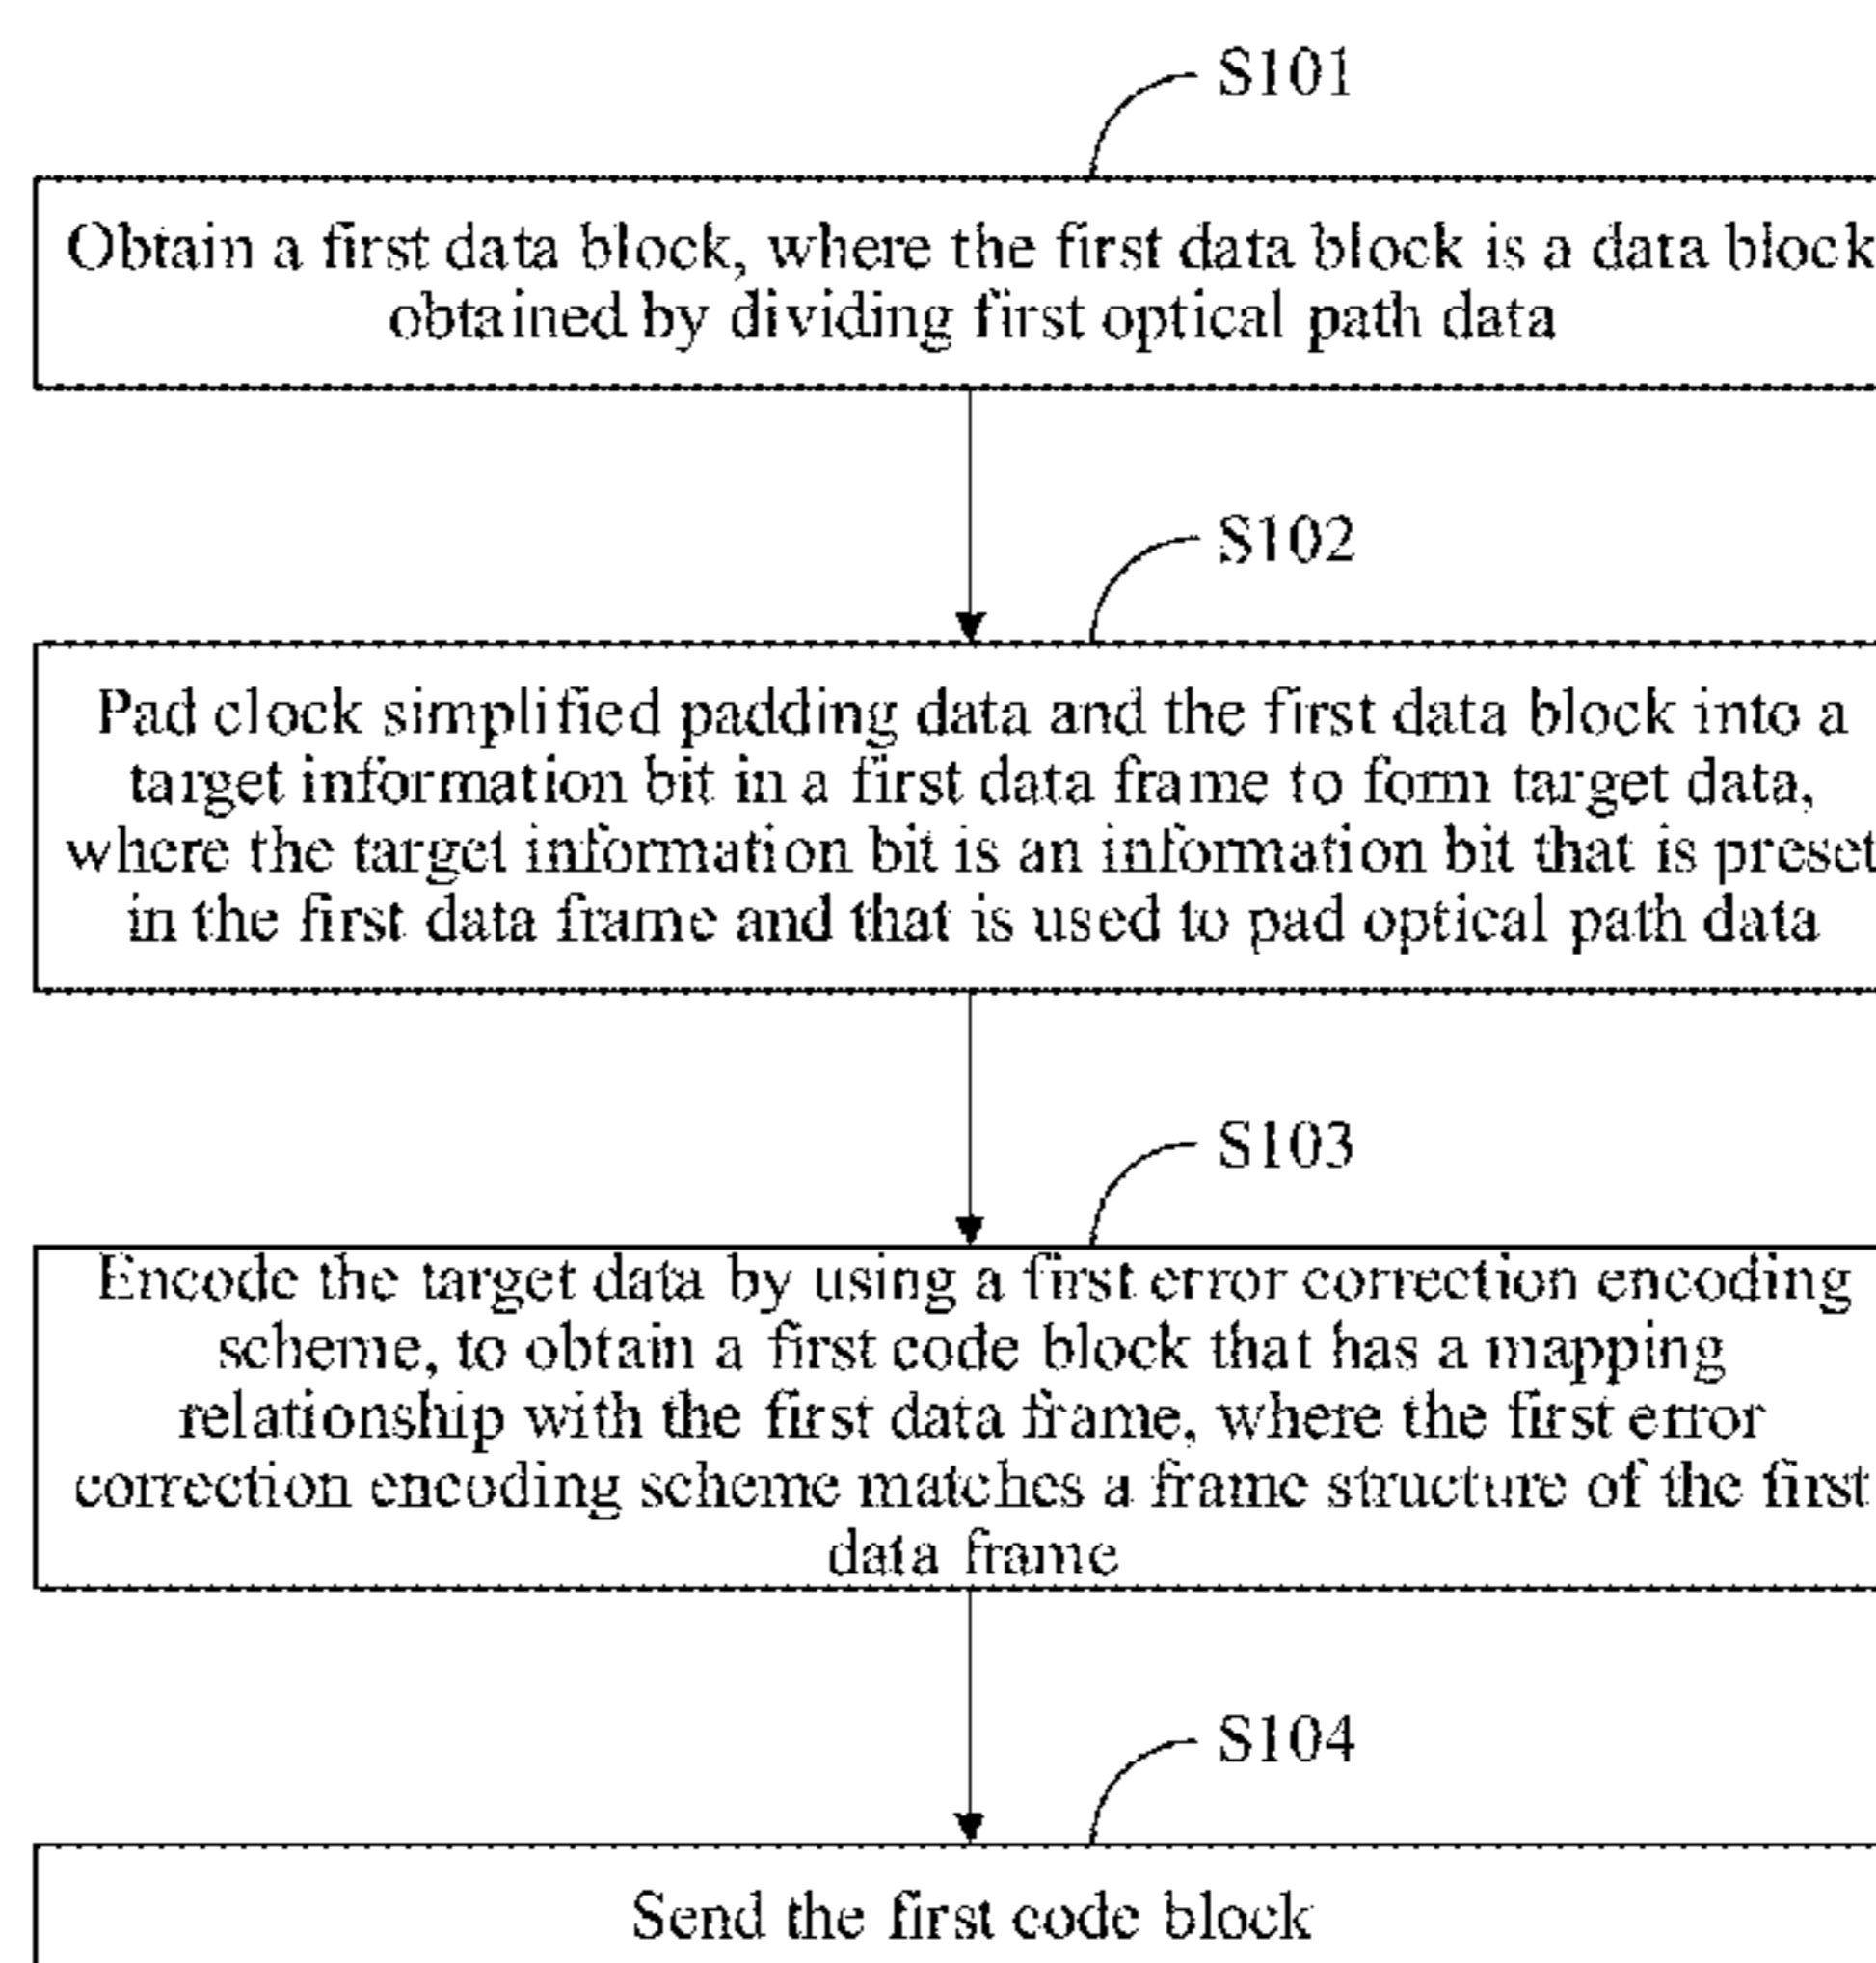 S101
Obtain a first data block, where the first data block is a data block
obtained by dividing first optical path data
S102
Pad clock simplified padding data and the first data block into a
target information bit in a first data frame to form target data,
where the target information bit is an information bit that is preset
in the first data frame and that is used to pad optical path data
S103
Encode the target data by using a first error correction encoding
scheme, to obtain a first code block that has a mapping
relationship with the first data frame, where the first error
correction encoding scheme matches a frame structure of the first
data frame
S104
Send the first code block